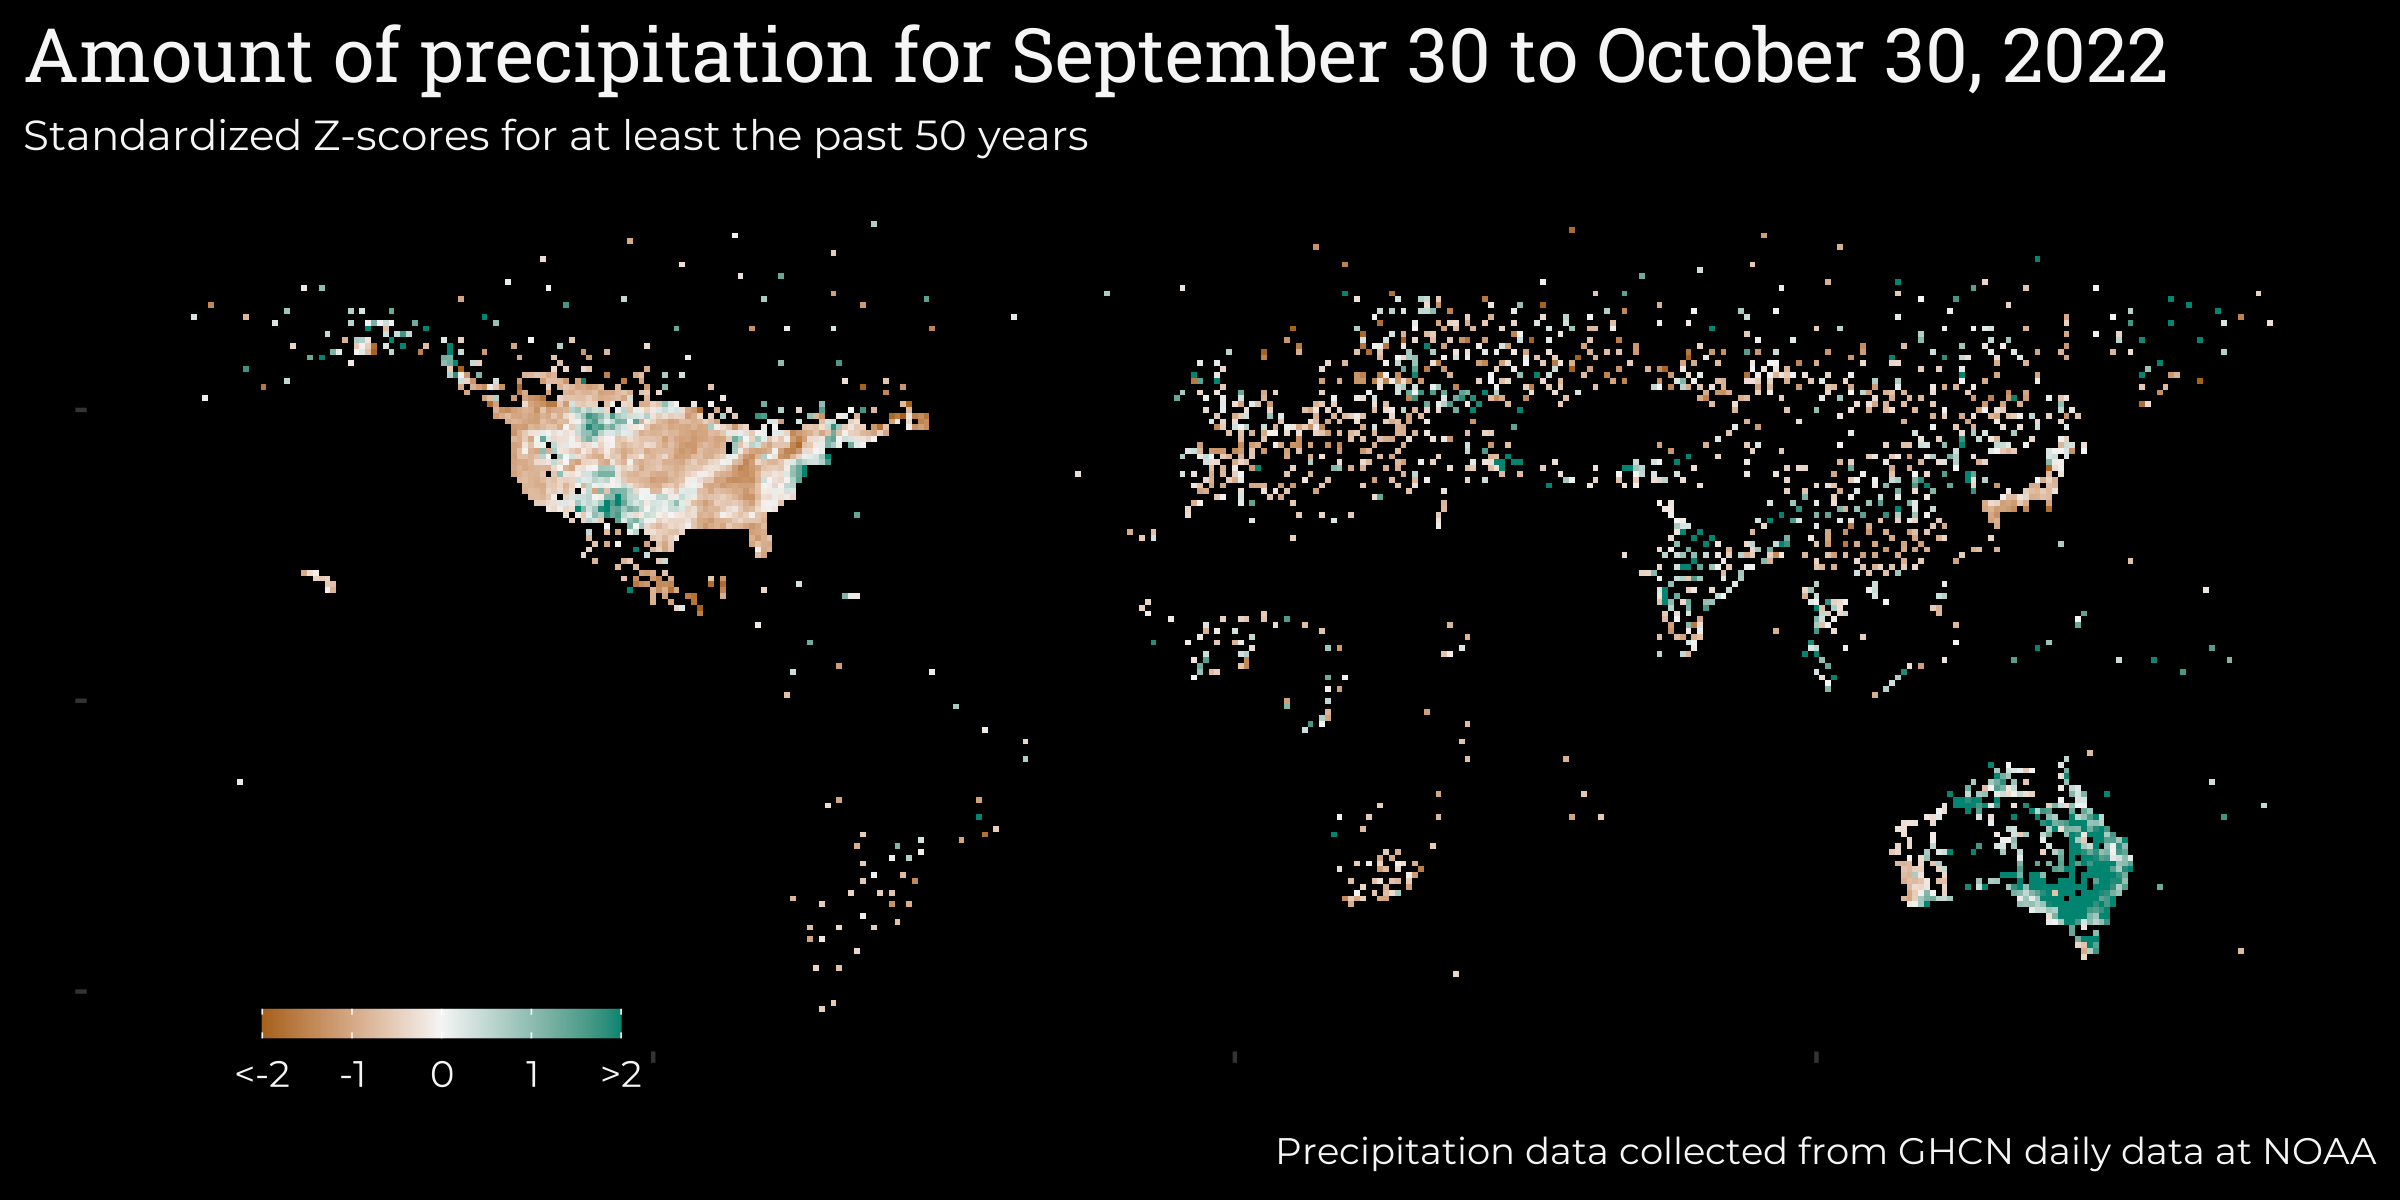 Amount of precipitation for September 30 to October 30, 2022
Standardized Z-scores for at least the past 50 years
<-2 -1 0 1 >2
Precipitation data collected from GHCN daily data at NOAA